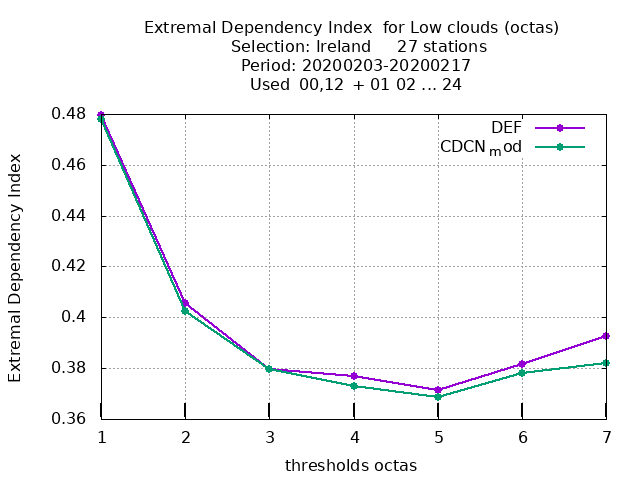 Extremal Dependency Index  for Low clouds (octas)
Selection: Ireland     27 stations
Period: 20200203-20200217
Used  00,12  + 01 02 ... 24
DEF
CDCNmod
Extremal Dependency Index
0.48
0.46
0.44
0.42
0.4
0.38
0.36
1 2 3 4 5 6 7
thresholds octas